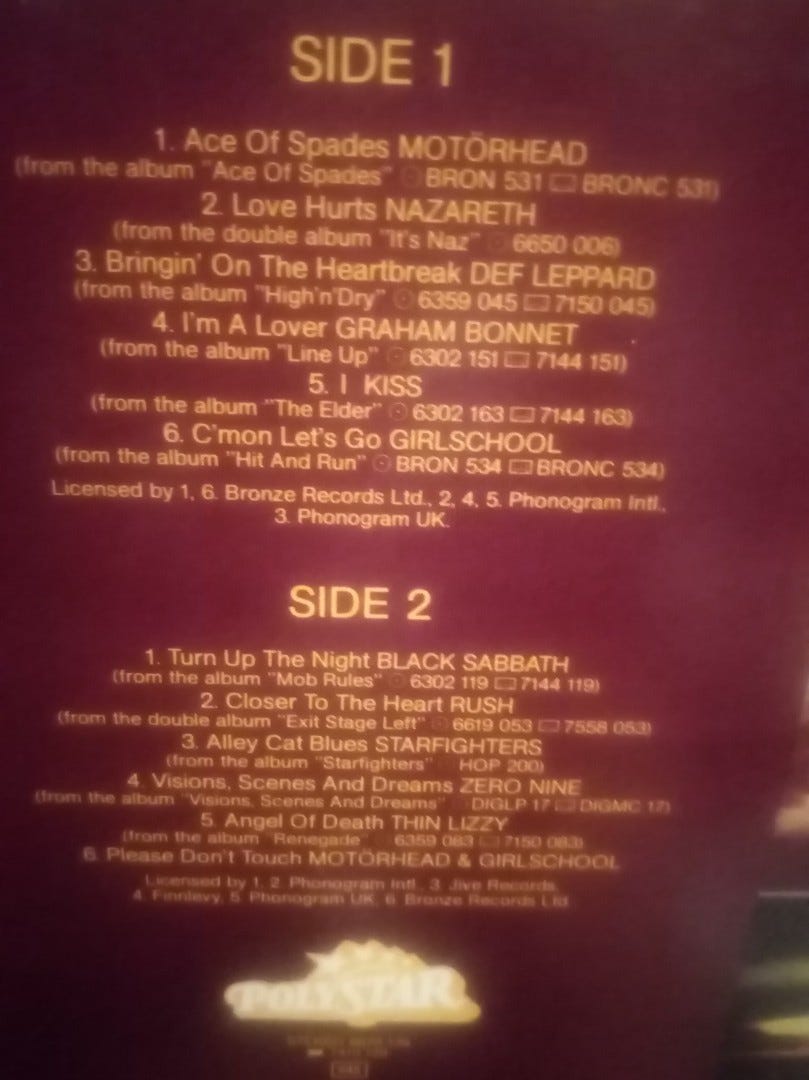 SIDE 1
1. Ace Of Spades MOTÖRHEAD
(from the album "Ace Of Spades" BRON 531 BRONC 531)
2. Love Hurts NAZARETH
(from the double album "It's Naz" 6650 006)
3. Bringin' On The Heartbreak DEF LEPPARD
(from the album "High'n'Dry" 6359 045 7150 045)
4. I'm A Lover GRAHAM BONNET
(from the album "Line Up" 6302 151 7144 151)
5. I KISS
(from the album "The Elder" 6302 163 7144 163)
6. C'mon Let's Go GIRLSCHOOL
(from the album "Hit And Run" BRON 534 BRONC 534)
Licensed by 1, 6. Bronze Records Ltd., 2, 4, 5. Phonogram Intl.,
3. Phonogram UK.
SIDE 2
1. Turn Up The Night BLACK SABBATH
(from the album "Mob Rules" 6302 119 7144 119)
2. Closer To The Heart RUSH
(from the double album "Exit Stage Left" 6619 053 7558 053)
3. Alley Cat Blues STARFIGHTERS
(from the album "Starfighters" HOP 200)
4. Visions, Scenes And Dreams ZERO NINE
(from the album "Visions, Scenes And Dreams" DIGLP 17 DIGMC 17)
5. Angel Of Death THIN LIZZY
(from the album "Renegade" 6359 083 7150 083)
6. Please Don't Touch MOTÖRHEAD & GIRLSCHOOL
Licensed by 1, 2. Phonogram Intl., 3. Jive Records,
4. Finnlevy, 5. Phonogram UK, 6. Bronze Records Ltd.
POLYSTAR